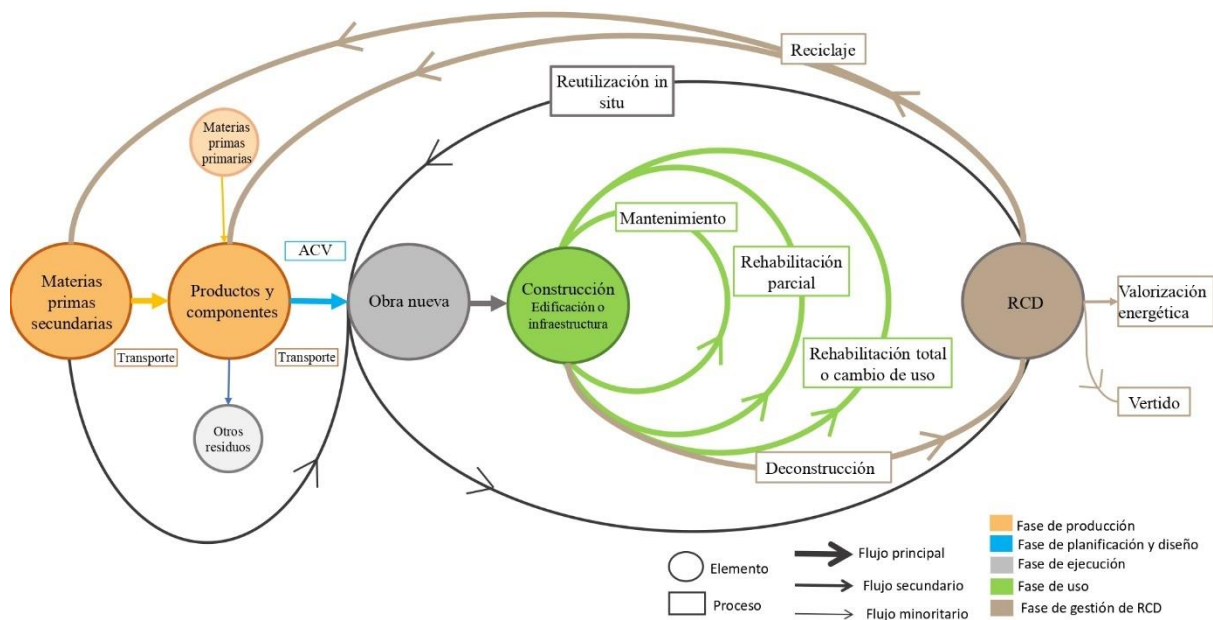 Reciclaje
Reutilización in
situ
Materias
primas
primarias
Mantenimiento
ACV
Rehabilitación
parcial
Materias
primas
secundarias
Productos y
componentes
Obra nueva
Construcción
Edificación o
infraestructura
RCD
Valorización
energética
Transporte
Transporte
Rehabilitación total
o cambio de uso
Vertido
Otros
residuos
Deconstrucción
Elemento
Proceso
Flujo principal
Flujo secundario
Flujo minoritario
Fase de producción
Fase de planificación y diseño
Fase de ejecución
Fase de uso
Fase de gestión de RCD